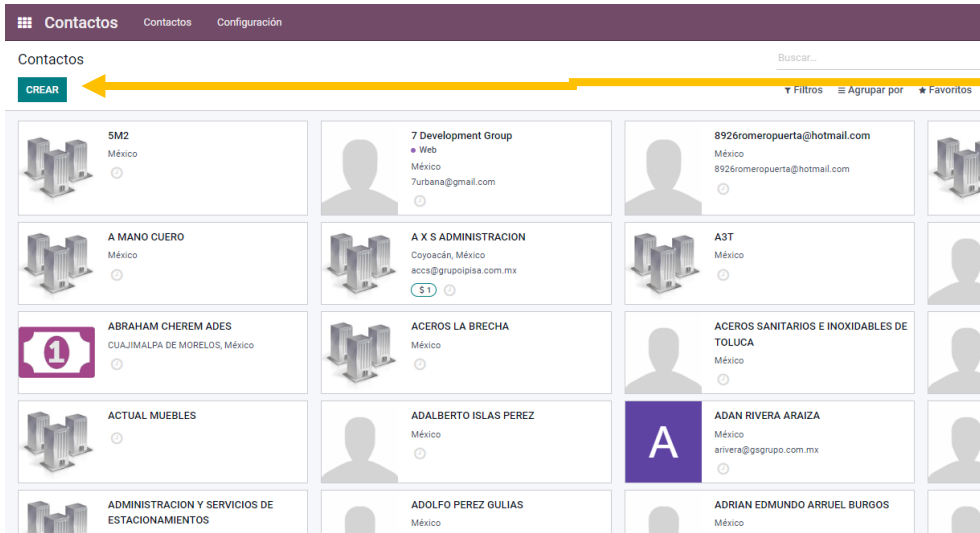 Contactos Contactos Configuración
Contactos
Buscar...
CREAR
Filtros Agrupar por Favoritos
5M2
México
7 Development Group
Web
México
7urbana@gmail.com
8926romeropuerta@hotmail.com
México
8926romeropuerta@hotmail.com
A MANO CUERO
México
A X S ADMINISTRACION
Coyoacán, México
accs@grupoipisa.com.mx
$ 1
A3T
México
1
ABRAHAM CHEREM ADES
CUAJIMALPA DE MORELOS, México
ACEROS LA BRECHA
México
ACEROS SANITARIOS E INOXIDABLES DE
TOLUCA
México
ACTUAL MUEBLES
ADALBERTO ISLAS PEREZ
México
A
ADAN RIVERA ARAIZA
México
arivera@gsgrupo.com.mx
ADMINISTRACION Y SERVICIOS DE
ESTACIONAMIENTOS
ADOLFO PEREZ GULIAS
México
ADRIAN EDMUNDO ARRUEL BURGOS
México